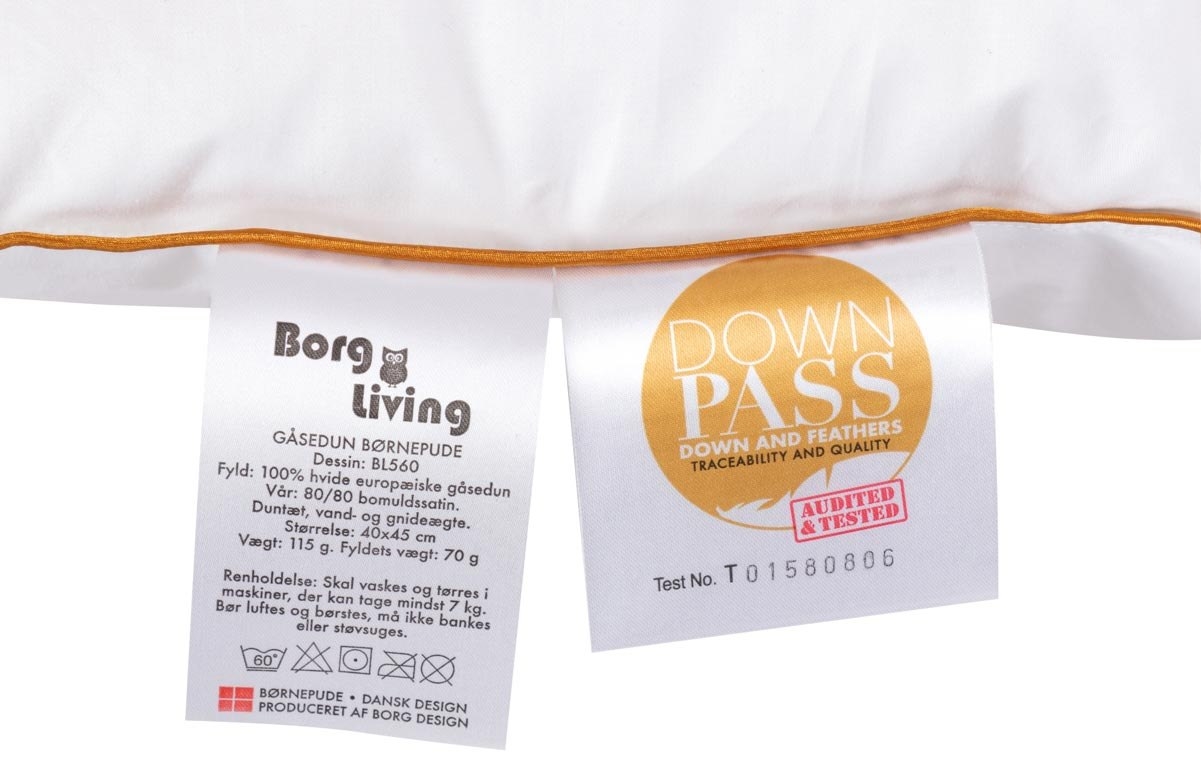 Borg
Living
GÅSEDUN BØRNEPUDE
Dessin: BL560
Fyld: 100% hvide europæiske gåsedun
Vår: 80/80 bomuldssatin.
Duntæt, vand- og gnideægte.
Størrelse: 40x45 cm
Vægt: 115 g. Fyldets vægt: 70 g
Renholdelse: Skal vaskes og tørres i
maskiner, der kan tage mindst 7 kg.
Bør luftes og børstes, må ikke bankes
eller støvsuges.
60°
BØRNEPUDE • DANSK DESIGN
PRODUCERET AF BORG DESIGN
DOWN
PASS
DOWN AND FEATHERS
TRACEABILITY AND QUALITY
AUDITED
& TESTED
Test No. T 01580806